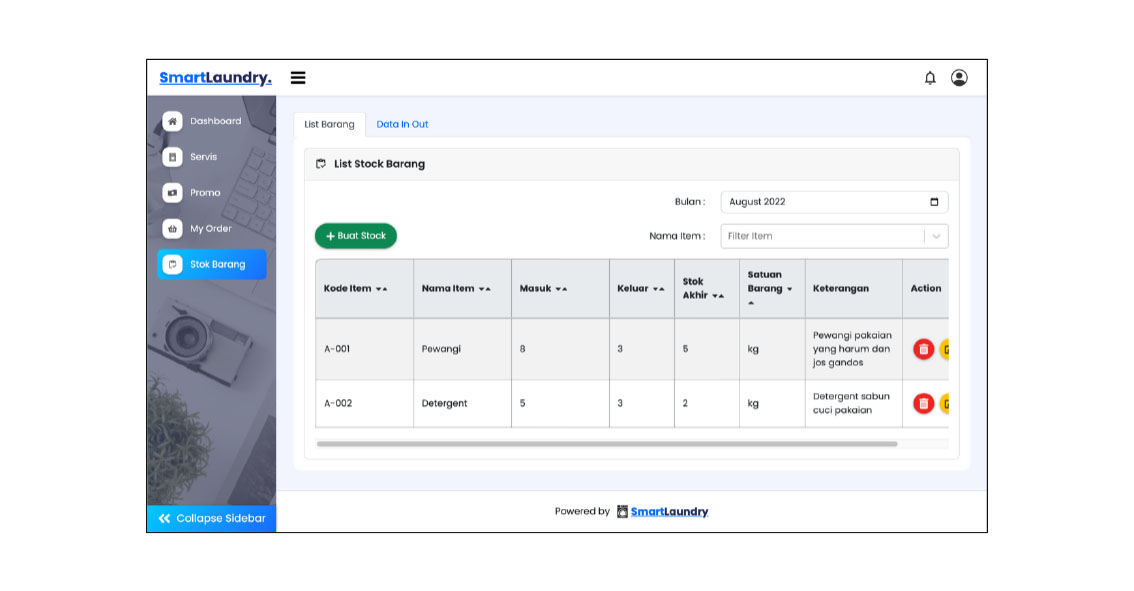 SmartLaundry.
Dashboard
Servis
Promo
My Order
Stok Barang
Collapse Sidebar
List Barang
Data In Out
List Stock Barang
Bulan :
August 2022
+ Buat Stock
Nama Item :
Filter Item
Kode Item
Nama Item
Masuk
Keluar
Stok
Akhir
Satuan
Barang
Keterangan
Action
A-001
Pewangi
8
3
5
kg
Pewangi pakaian
yang harum dan
jos gandos
A-002
Detergent
5
3
2
kg
Detergent sabun
cuci pakaian
Powered by SmartLaundry